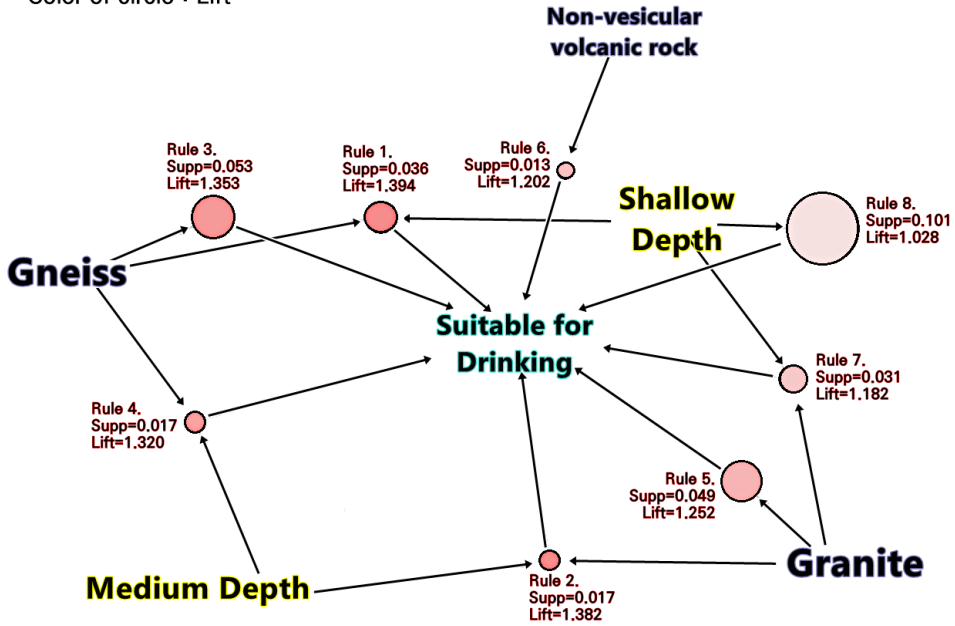 Non-vesicular
volcanic rock
Rule 3.
Supp=0.053
Lift=1.353
Rule 1.
Supp=0.036
Lift=1.394
Rule 6.
Supp=0.013
Lift=1.202
Shallow
Depth
Rule 8.
Supp=0.101
Lift=1.028
Gneiss
Suitable for
Drinking
Rule 7.
Supp=0.031
Lift=1.182
Rule 4.
Supp=0.017
Lift=1.320
Rule 5.
Supp=0.049
Lift=1.252
Granite
Medium Depth
Rule 2.
Supp=0.017
Lift=1.382